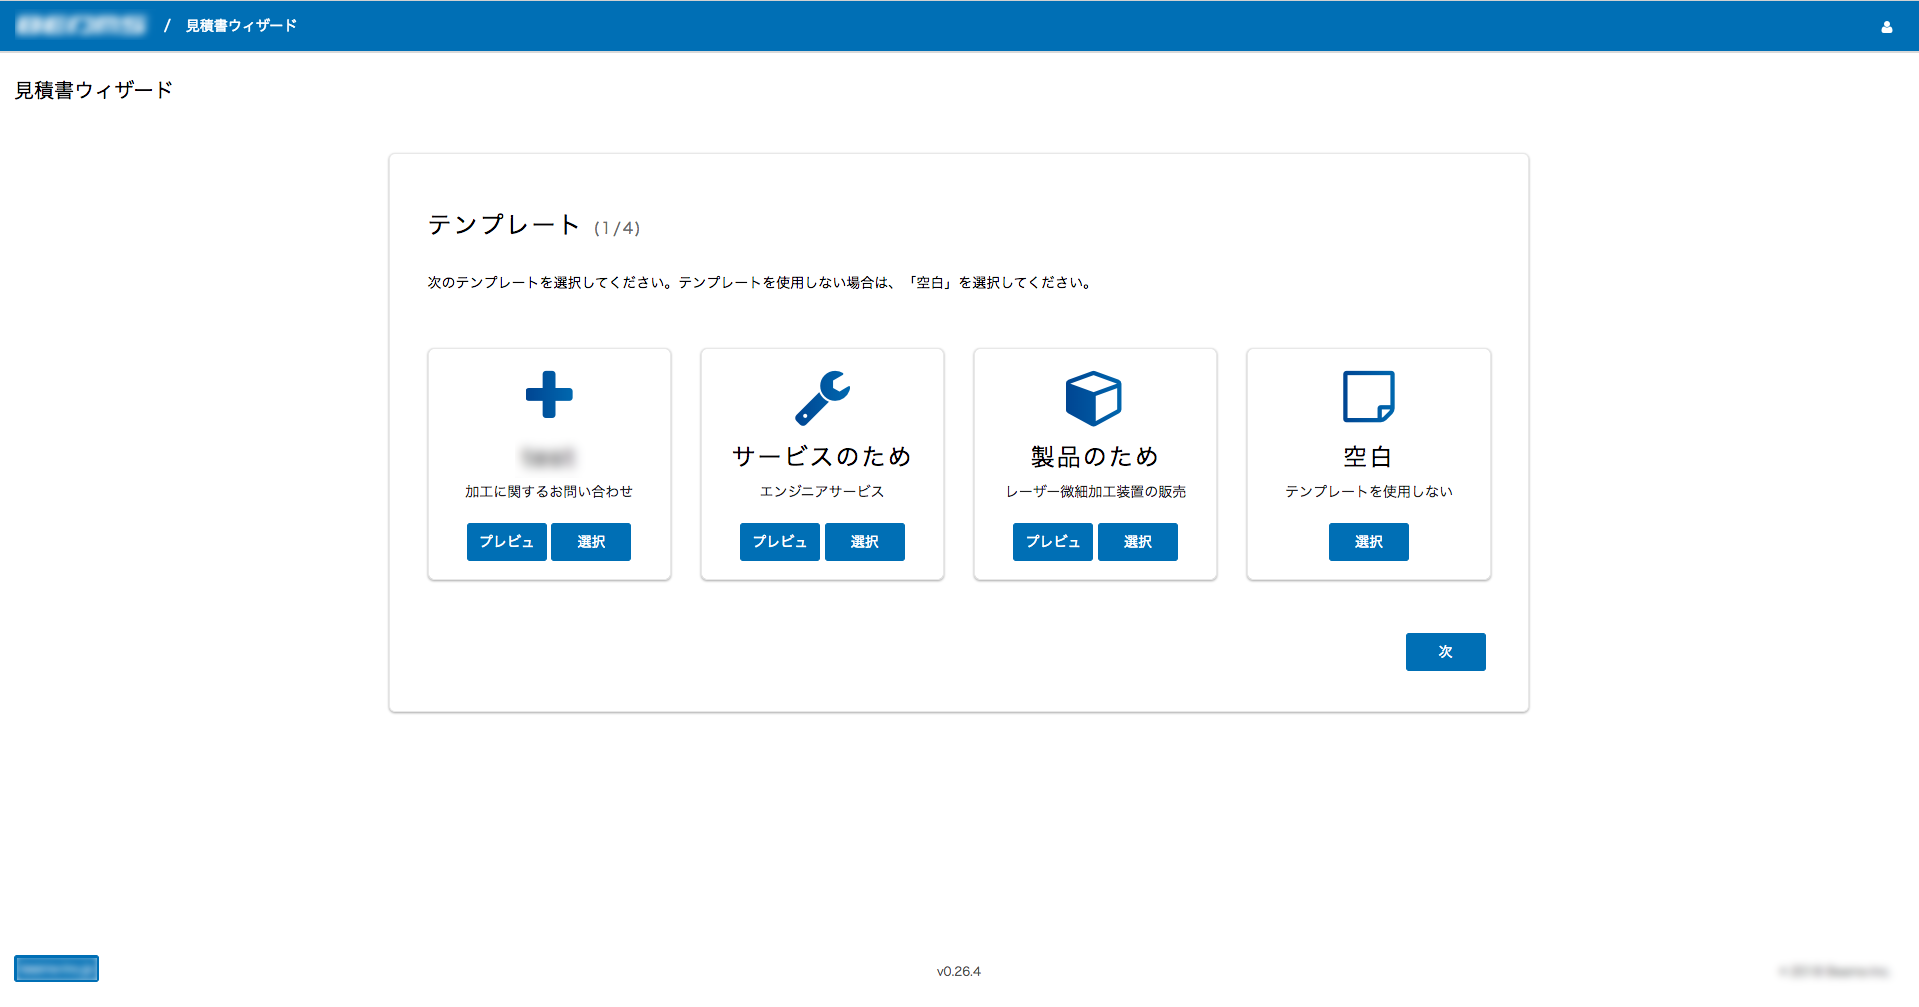 / 見積書ウィザード
見積書ウィザード
テンプレート (1/4)
次のテンプレートを選択してください。テンプレートを使用しない場合は、「空白」を選択してください。
加工に関するお問い合わせ
プレビュ 選択
サービスのため
エンジニアサービス
プレビュ 選択
製品のため
レーザー微細加工装置の販売
プレビュ 選択
空白
テンプレートを使用しない
選択
次
v0.26.4